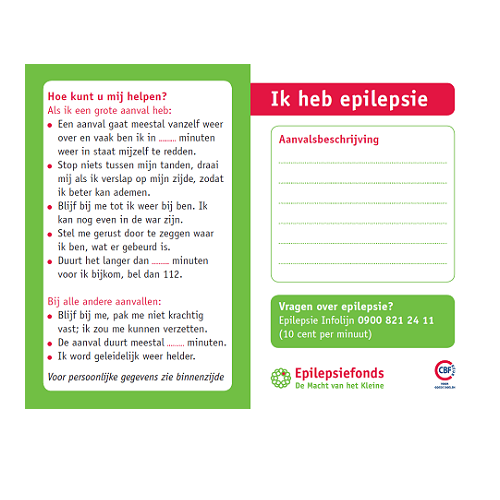 Hoe kunt u mij helpen?
Als ik een grote aanval heb:
• Een aanval gaat meestal vanzelf weer
over en vaak ben ik in ........ minuten
weer in staat mijzelf te redden.
• Stop niets tussen mijn tanden, draai
mij als ik verslap op mijn zijde, zodat
ik beter kan ademen.
• Blijf bij me tot ik weer bij ben. Ik
kan nog even in de war zijn.
• Stel me gerust door te zeggen waar
ik ben, wat er gebeurd is.
• Duurt het langer dan ........ minuten
voor ik bijkom, bel dan 112.
Bij alle andere aanvallen:
• Blijf bij me, pak me niet krachtig
vast; ik zou me kunnen verzetten.
• De aanval duurt meestal ........ minuten.
• Ik word geleidelijk weer helder.
Voor persoonlijke gegevens zie binnenzijde
Ik heb epilepsie
Aanvalsbeschrijving
Vragen over epilepsie?
Epilepsie Infolijn 0900 821 24 11
(10 cent per minuut)
Epilepsiefonds
De Macht van het Kleine
CBF